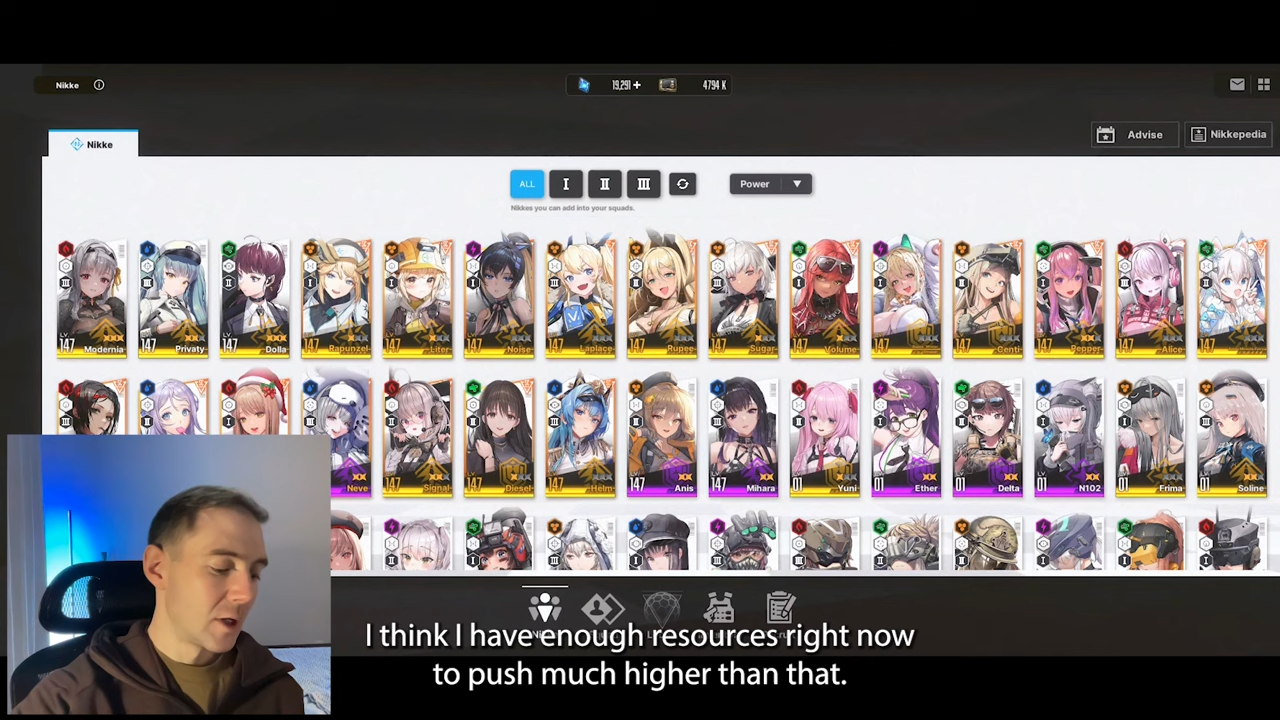 Nikke
19,291 +
4794 K
Advise
Nikkepedia
Nikke
ALL I II III
Power
Nikkes you can add into your squads.
LV. 147 Modernia
147 Privaty
147 Dolla
147 Rapunzel
147 Liter
147 Noise
147 Laplace
147 Rupee
147 Sugar
147 Volume
147
147 Centi
147 Pepper
147 Alice
147
Neve
147 Signal
147 Diesel
147 Helm
147 Anis
147 Mihara
01 Yuni
01 Ether
01 Delta
01 N102
01 Frima
01 Soline
I think I have enough resources right now
to push much higher than that.